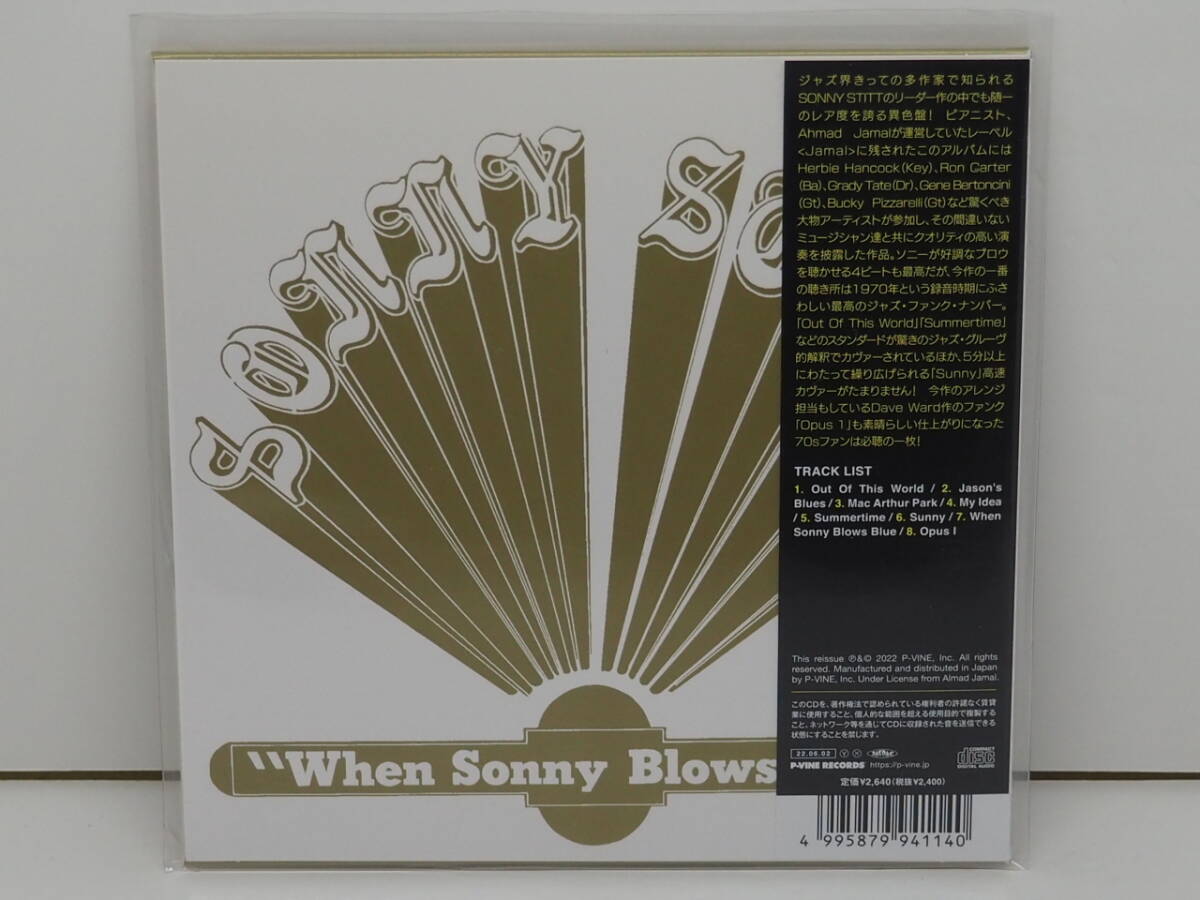 SONNY S
"When Sonny Blows
ジャズ界きっての多作家で知られる
SONNY STITTのリーダー作の中でも随一
のレア度を誇る異色盤！ ピアニスト、
Ahmad Jamalが運営していたレーベル
<Jamal>に残されたこのアルバムには
Herbie Hancock(Key)、Ron Carter
(Ba)、Grady Tate(Dr)、Gene Bertoncini
(Gt)、Bucky Pizzarelli(Gt)など驚くべき
大物アーティストが参加し、その間違いない
ミュージシャン達と共にクオリティの高い演
奏を披露した作品。ソニーが好調なブロウ
を聴かせる4ビートも最高だが、今作の一番
の聴き所は1970年という録音時期にふさ
わしい最高のジャズ・ファンク・ナンバー。
「Out Of This World」「Summertime」
などのスタンダードが驚きのジャズ・グルーヴ
的解釈でカヴァーされているほか、5分以上
にわたって繰り広げられる「Sunny」高速
カヴァーがたまりません！ 今作のアレンジ
担当もしているDave Ward作のファンク
「Opus 1」も素晴らしい仕上がりになった
70sファンは必聴の一枚！
TRACK LIST
1. Out Of This World / 2. Jason's
Blues / 3. Mac Arthur Park / 4. My Idea
/ 5. Summertime / 6. Sunny / 7. When
Sonny Blows Blue / 8. Opus I
This reissue ℗&© 2022 P-VINE, Inc. All rights
reserved. Manufactured and distributed in Japan
by P-VINE, Inc. Under License from Almad Jamal.
このCDを、著作権法で認められている権利者の許諾なく賃貸
業に使用すること、個人的な範囲を超える使用目的で複製する
こと、ネットワーク等を通じてCDに収録された音を送信できる
状態にすることを禁じます。
22.06.02 Y X
COMPACT disc DIGITAL AUDIO
P-VINE RECORDS https://p-vine.jp
定価¥2,640(税抜¥2,400)
4 995879 941140